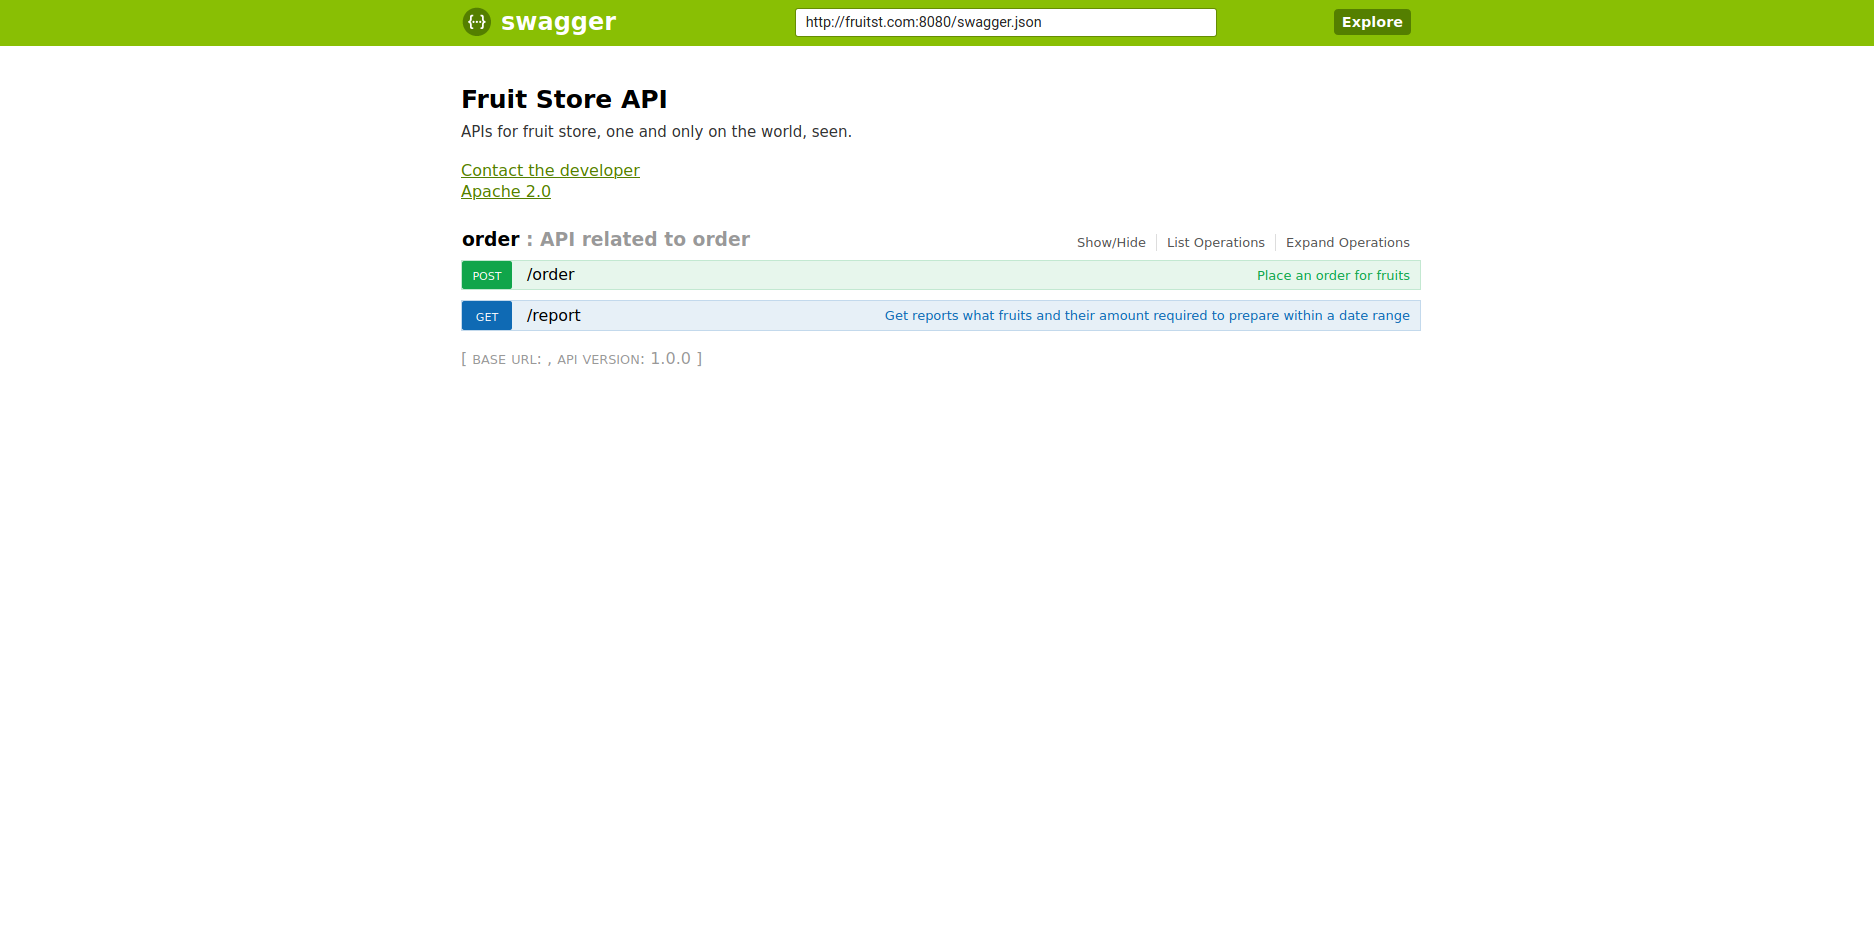 swagger http://fruitst.com:8080/swagger.json Explore
Fruit Store API
APIs for fruit store, one and only on the world, seen.
Contact the developer
Apache 2.0
order : API related to order Show/Hide List Operations Expand Operations
POST /order Place an order for fruits
GET /report Get reports what fruits and their amount required to prepare within a date range
[ BASE URL: , API VERSION: 1.0.0 ]